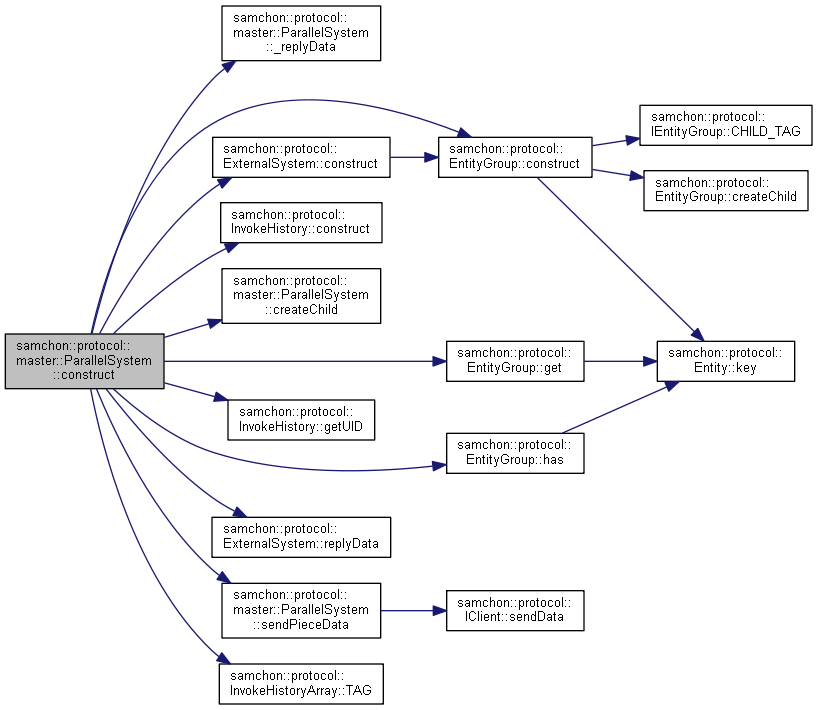 samchon::protocol::
master::ParallelSystem
::_replyData
samchon::protocol::
IEntityGroup::CHILD_TAG
samchon::protocol::
ExternalSystem::construct
samchon::protocol::
EntityGroup::construct
samchon::protocol::
EntityGroup::createChild
samchon::protocol::
InvokeHistory::construct
samchon::protocol::
master::ParallelSystem
::createChild
samchon::protocol::
master::ParallelSystem
::construct
samchon::protocol::
EntityGroup::get
samchon::protocol::
Entity::key
samchon::protocol::
InvokeHistory::getUID
samchon::protocol::
EntityGroup::has
samchon::protocol::
ExternalSystem::replyData
samchon::protocol::
master::ParallelSystem
::sendPieceData
samchon::protocol::
IClient::sendData
samchon::protocol::
InvokeHistoryArray::TAG